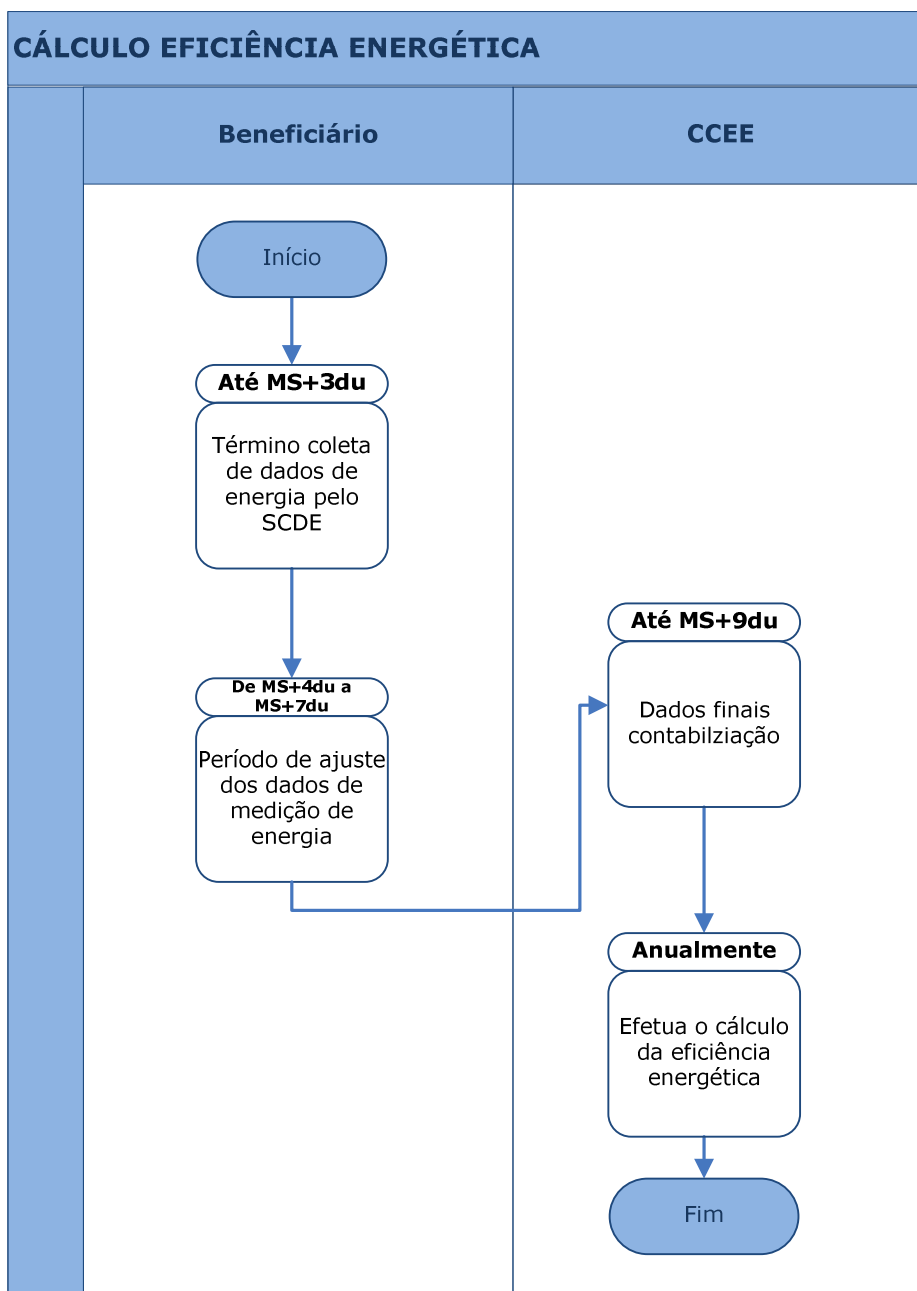 CÁLCULO EFICIÊNCIA ENERGÉTICA
Beneficiário
CCEE
Início
Até MS+3du
Término coleta
de dados de
energia pelo
SCDE
De MS+4du a
MS+7du
Período de ajuste
dos dados de
medição de
energia
Até MS+9du
Dados finais
contabilziação
Anualmente
Efetua o cálculo
da eficiência
energética
Fim